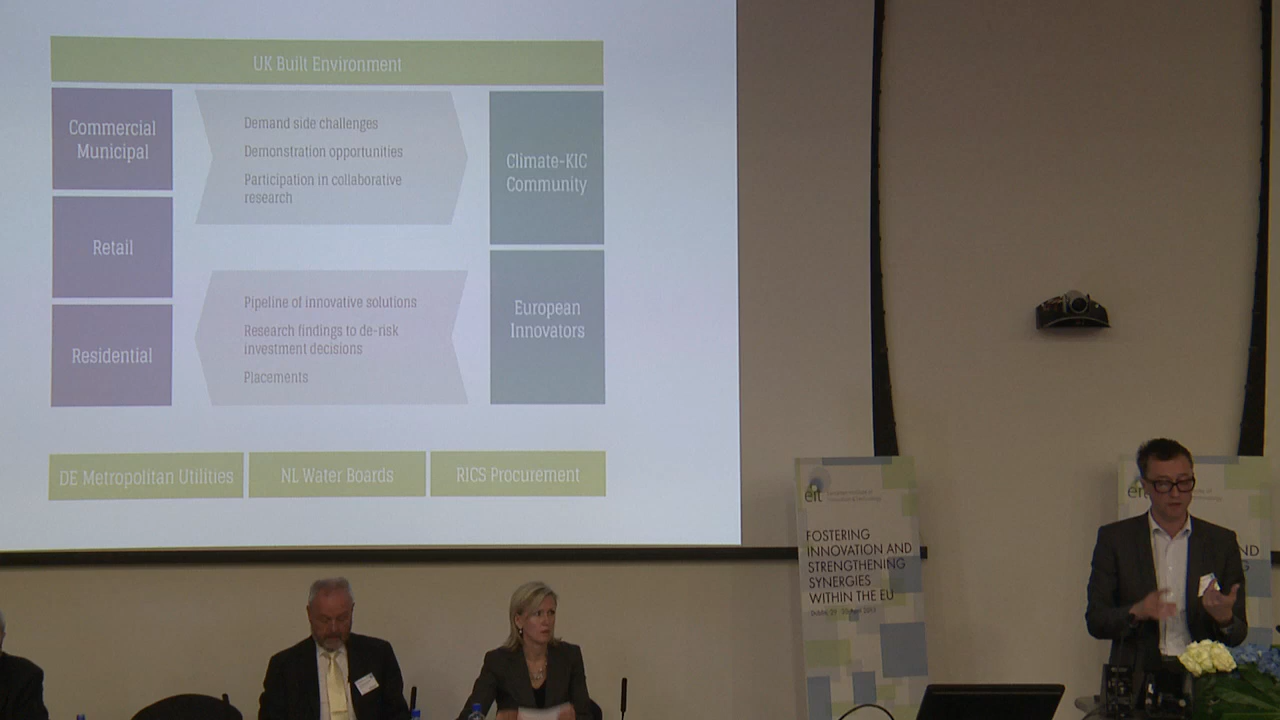 UK Built Environment
Commercial
Municipal
Retail
Residential
Demand side challenges
Demonstration opportunities
Participation in collaborative
research
Pipeline of innovative solutions
Research findings to de-risk
investment decisions
Placements
Climate-KIC
Community
European
Innovators
DE Metropolitan Utilities
NL Water Boards
RICS Procurement
eit
FOSTERING
INNOVATION AND
STRENGTHENING
SYNERGIES
WITHIN THE EU